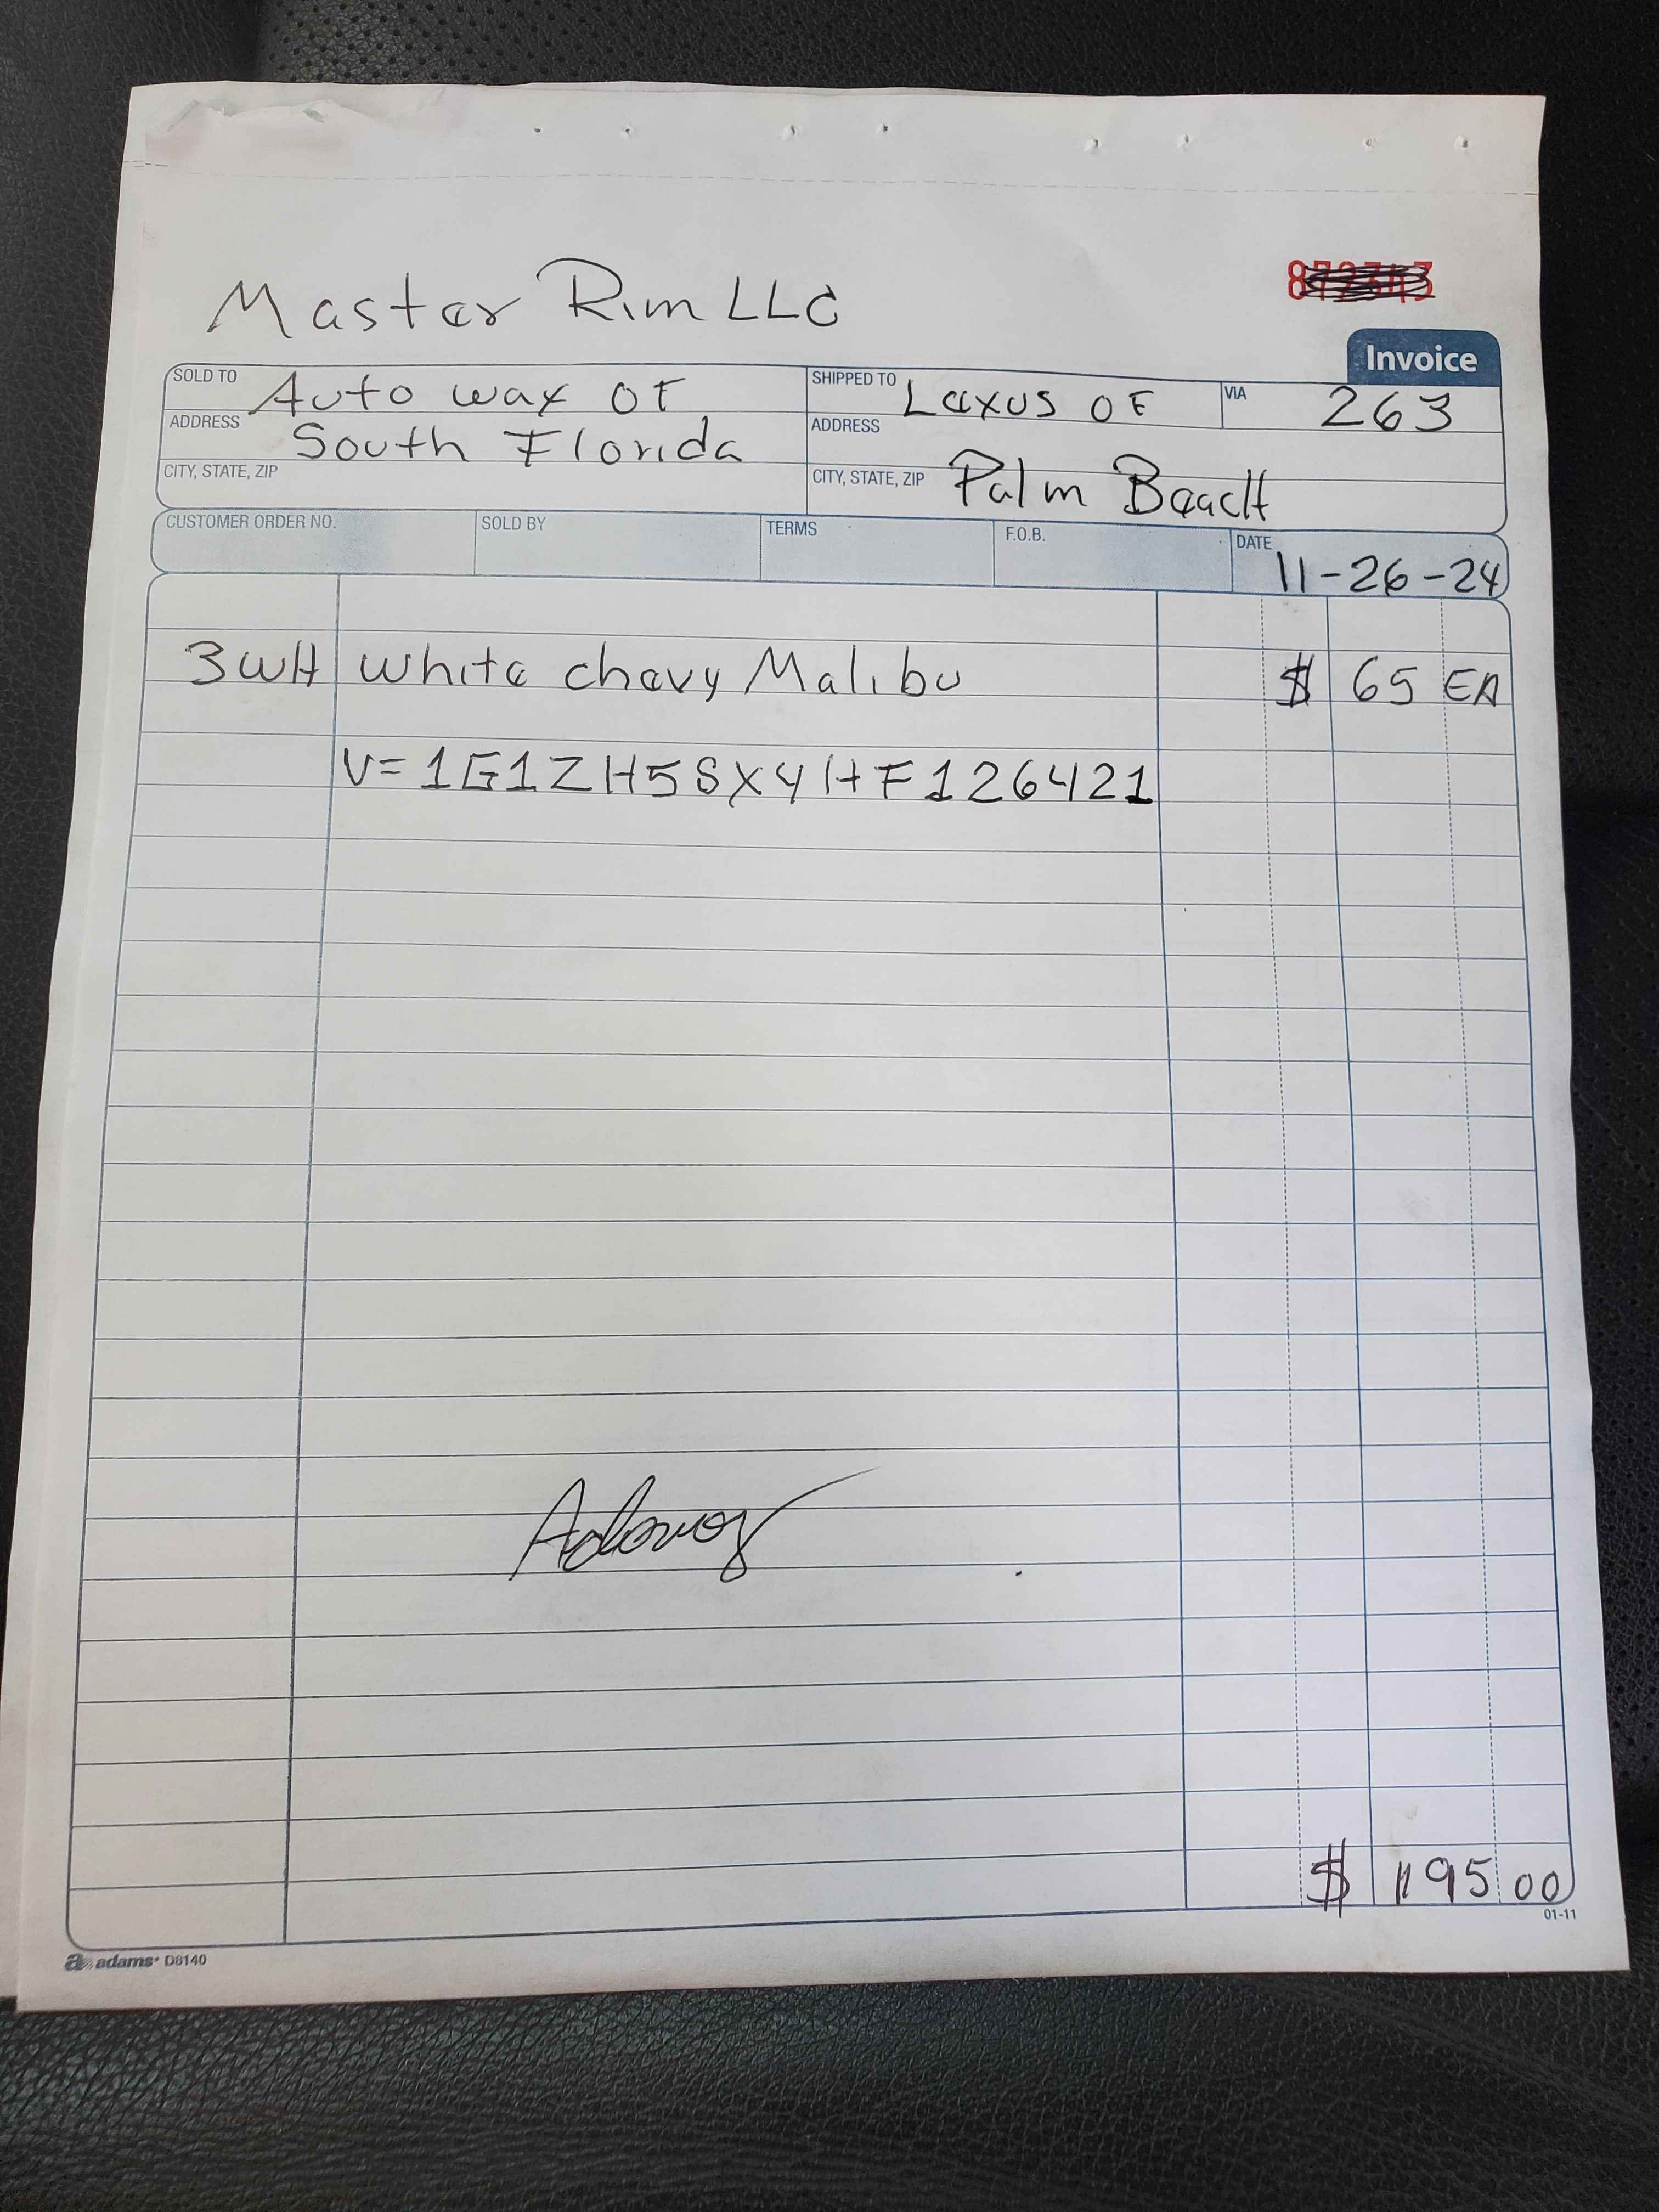 Master Rim LLC
Invoice
SOLD TO Auto wax OF
ADDRESS South Florida
CITY, STATE, ZIP
SHIPPED TO Lexus OF
ADDRESS
CITY, STATE, ZIP Palm Beach
VIA 263
CUSTOMER ORDER NO. SOLD BY TERMS F.O.B. DATE 11-26-24
3 WH White chevy Malibu $ 65 EA
V=1G1ZH5SX4HF126421
$ 195 00
01-11
adams D8140